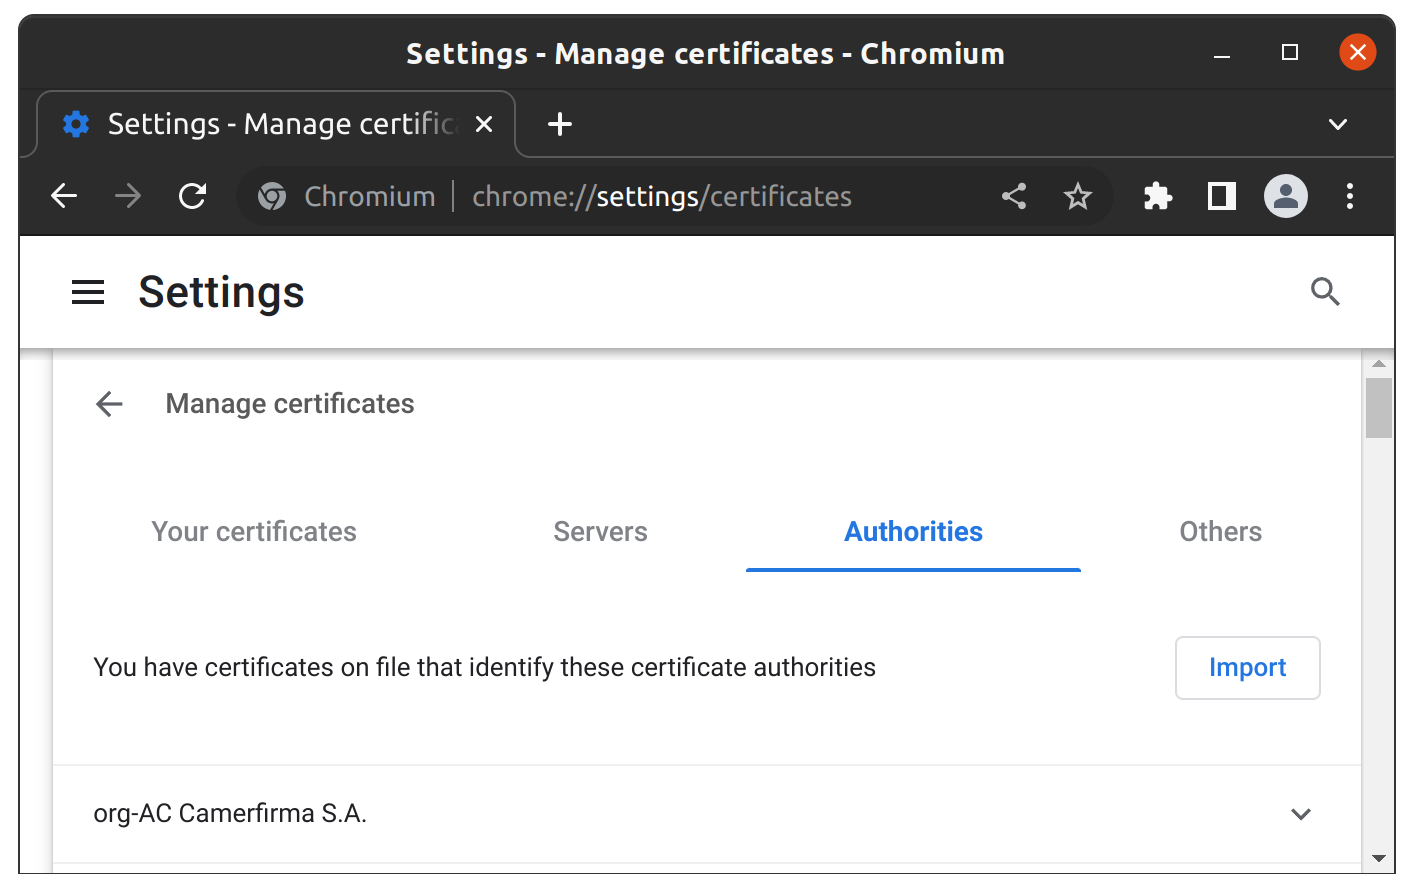 Settings - Manage certificates - Chromium
Settings - Manage certific
Chromium | chrome://settings/certificates
Settings
Manage certificates
Your certificates Servers Authorities Others
You have certificates on file that identify these certificate authorities Import
org-AC Camerfirma S.A.